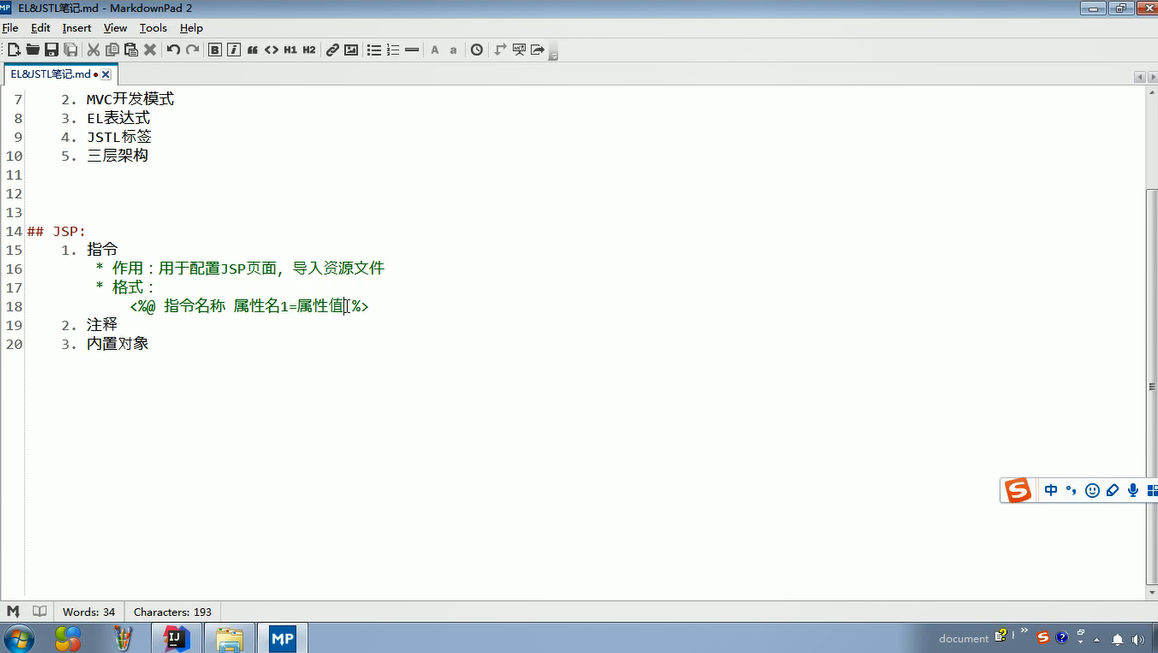 EL&JSTL笔记.md - MarkdownPad 2
File Edit Insert View Tools Help
B i H1 H2 A a
EL&JSTL笔记.md
7 2. MVC开发模式
8 3. EL表达式
9 4. JSTL标签
10 5. 三层架构
11
12
13
14 ## JSP:
15 1. 指令
16 * 作用：用于配置JSP页面，导入资源文件
17 * 格式：
18 <%@ 指令名称 属性名1=属性值 %>
19 2. 注释
20 3. 内置对象
中
Words: 34 Characters: 193
document